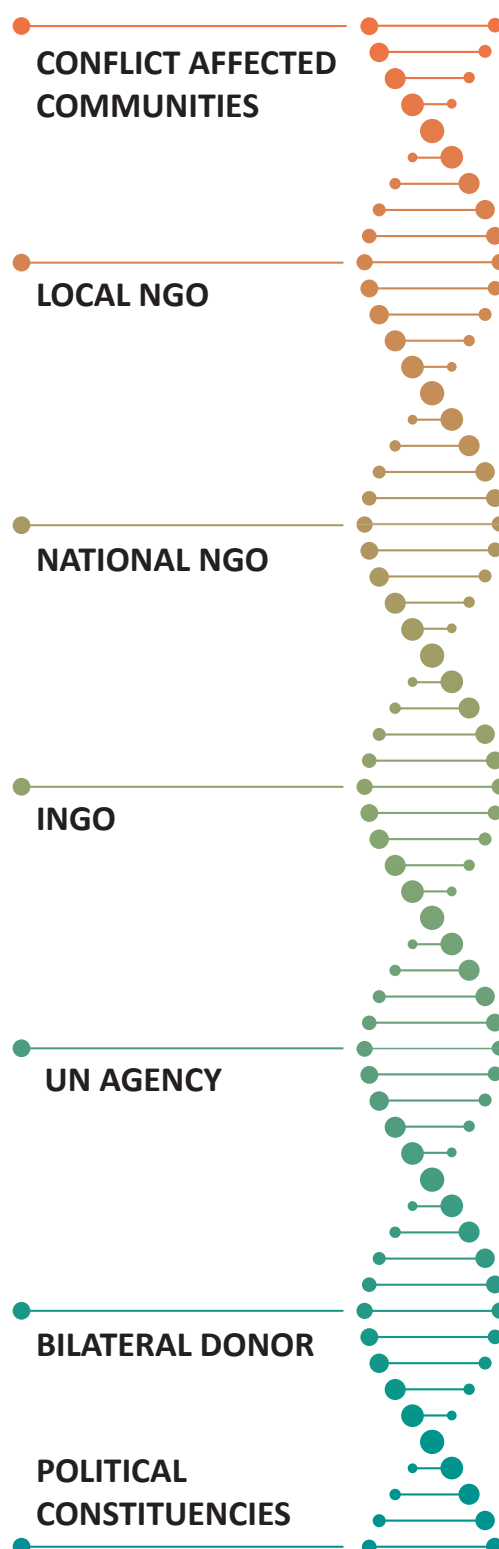 CONFLICT AFFECTED
COMMUNITIES
LOCAL NGO
NATIONAL NGO
INGO
UN AGENCY
BILATERAL DONOR
POLITICAL
CONSTITUENCIES